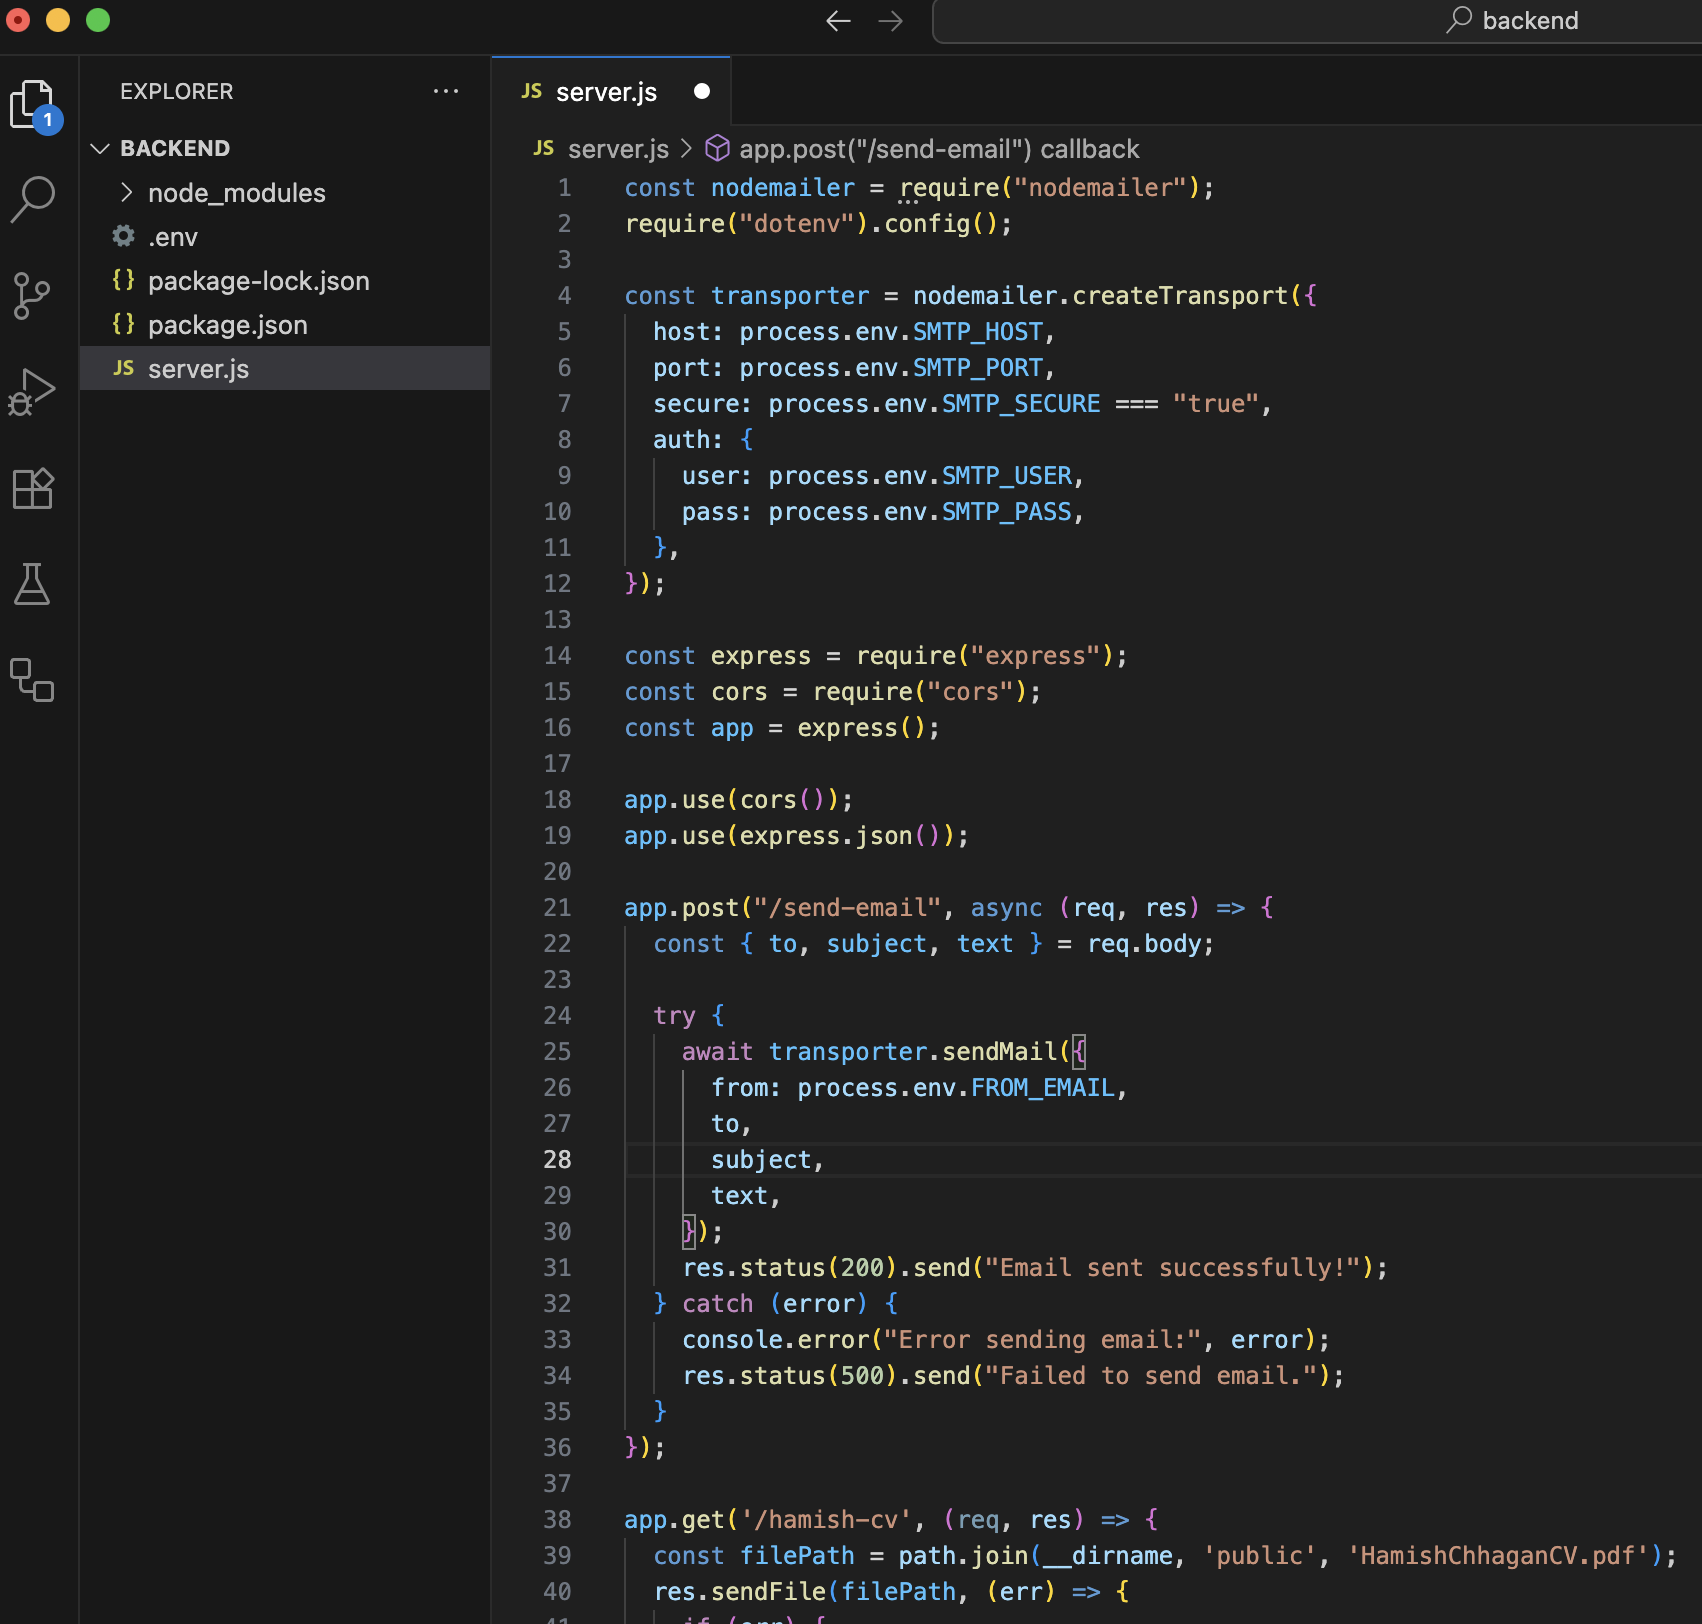 backend
EXPLORER
1
BACKEND
node_modules
.env
{} package-lock.json
{} package.json
JS server.js
JS server.js
JS server.js > app.post("/send-email") callback
1 const nodemailer = require("nodemailer");
2 require("dotenv").config();
3
4 const transporter = nodemailer.createTransport({
5 host: process.env.SMTP_HOST,
6 port: process.env.SMTP_PORT,
7 secure: process.env.SMTP_SECURE === "true",
8 auth: {
9 user: process.env.SMTP_USER,
10 pass: process.env.SMTP_PASS,
11 },
12 });
13
14 const express = require("express");
15 const cors = require("cors");
16 const app = express();
17
18 app.use(cors());
19 app.use(express.json());
20
21 app.post("/send-email", async (req, res) => {
22 const { to, subject, text } = req.body;
23
24 try {
25 await transporter.sendMail({
26 from: process.env.FROM_EMAIL,
27 to,
28 subject,
29 text,
30 });
31 res.status(200).send("Email sent successfully!");
32 } catch (error) {
33 console.error("Error sending email:", error);
34 res.status(500).send("Failed to send email.");
35 }
36 });
37
38 app.get('/hamish-cv', (req, res) => {
39 const filePath = path.join(__dirname, 'public', 'HamishChhaganCV.pdf');
40 res.sendFile(filePath, (err) => {
41 if (err) {